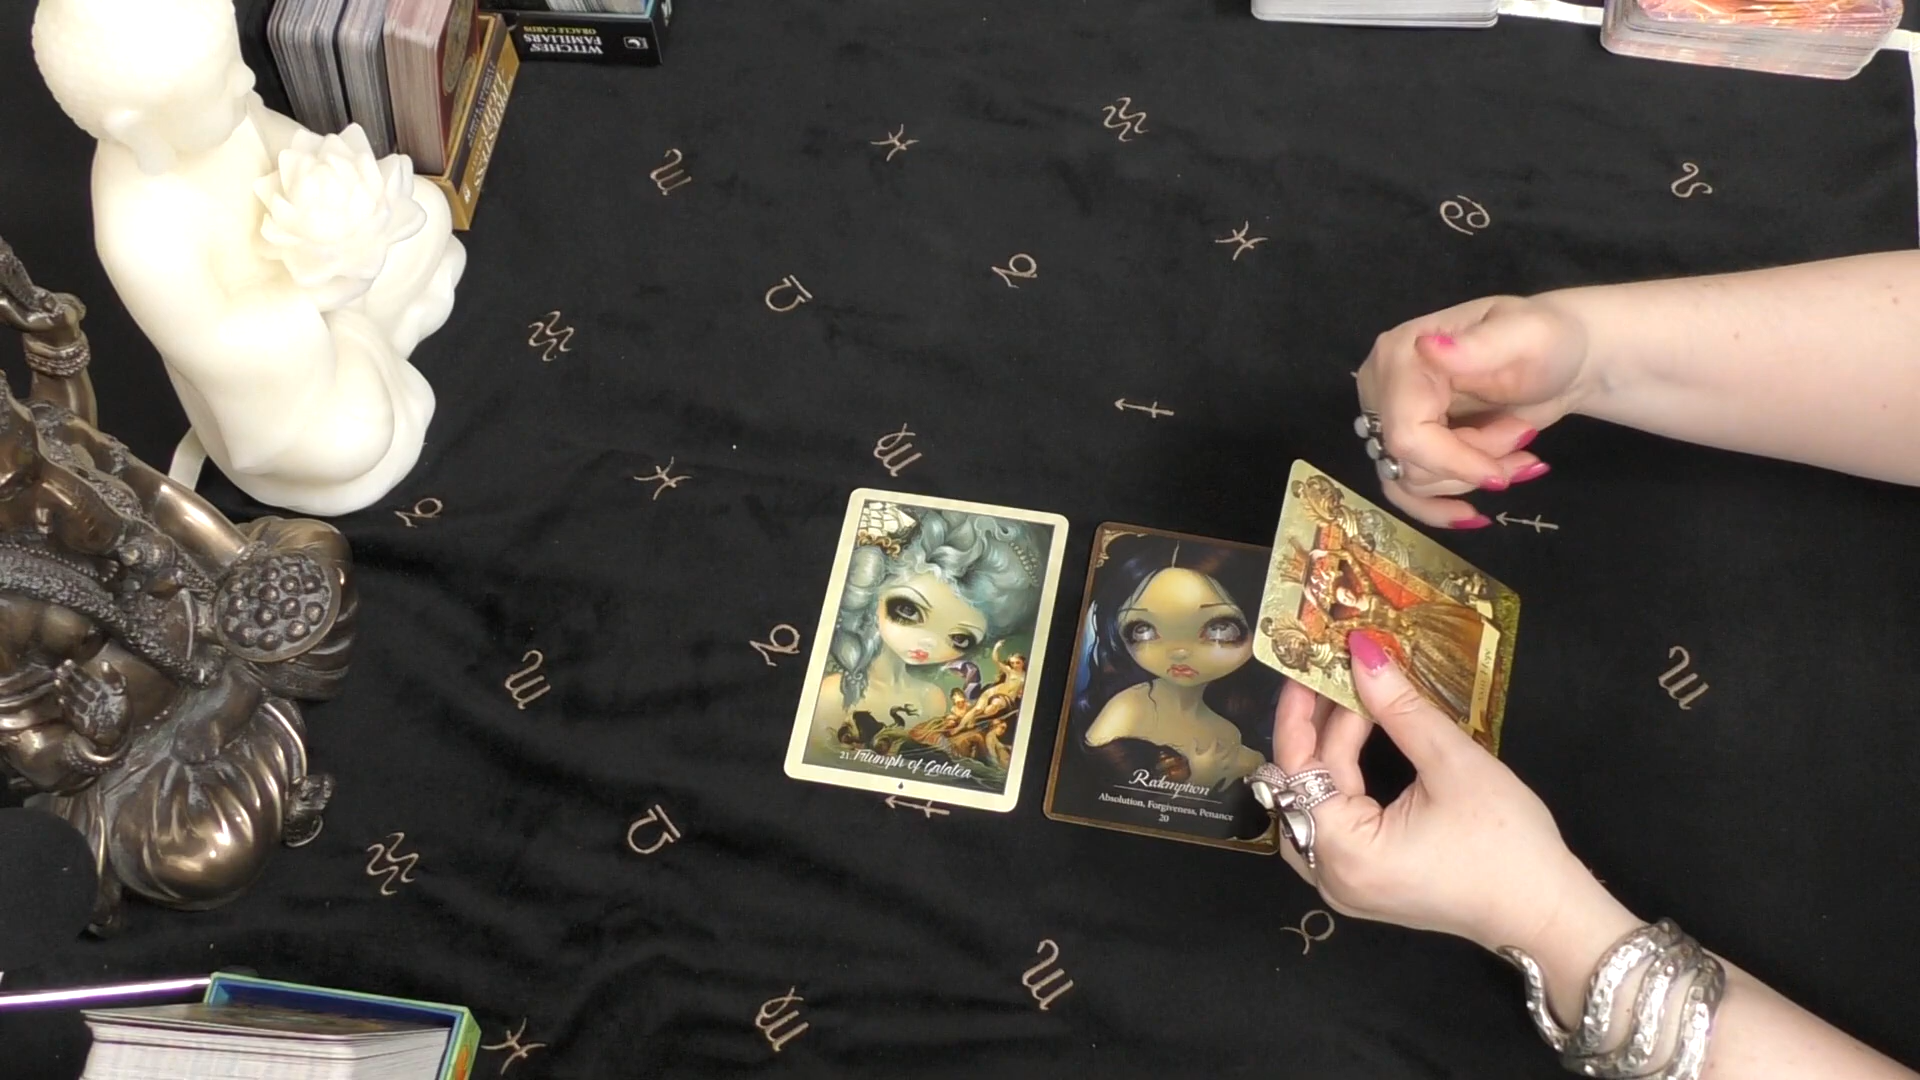 WITCHES'
FAMILIARS
ORACLE CARDS
21. Triumph of Galatea
Redemption
Absolution, Forgiveness, Penance
20